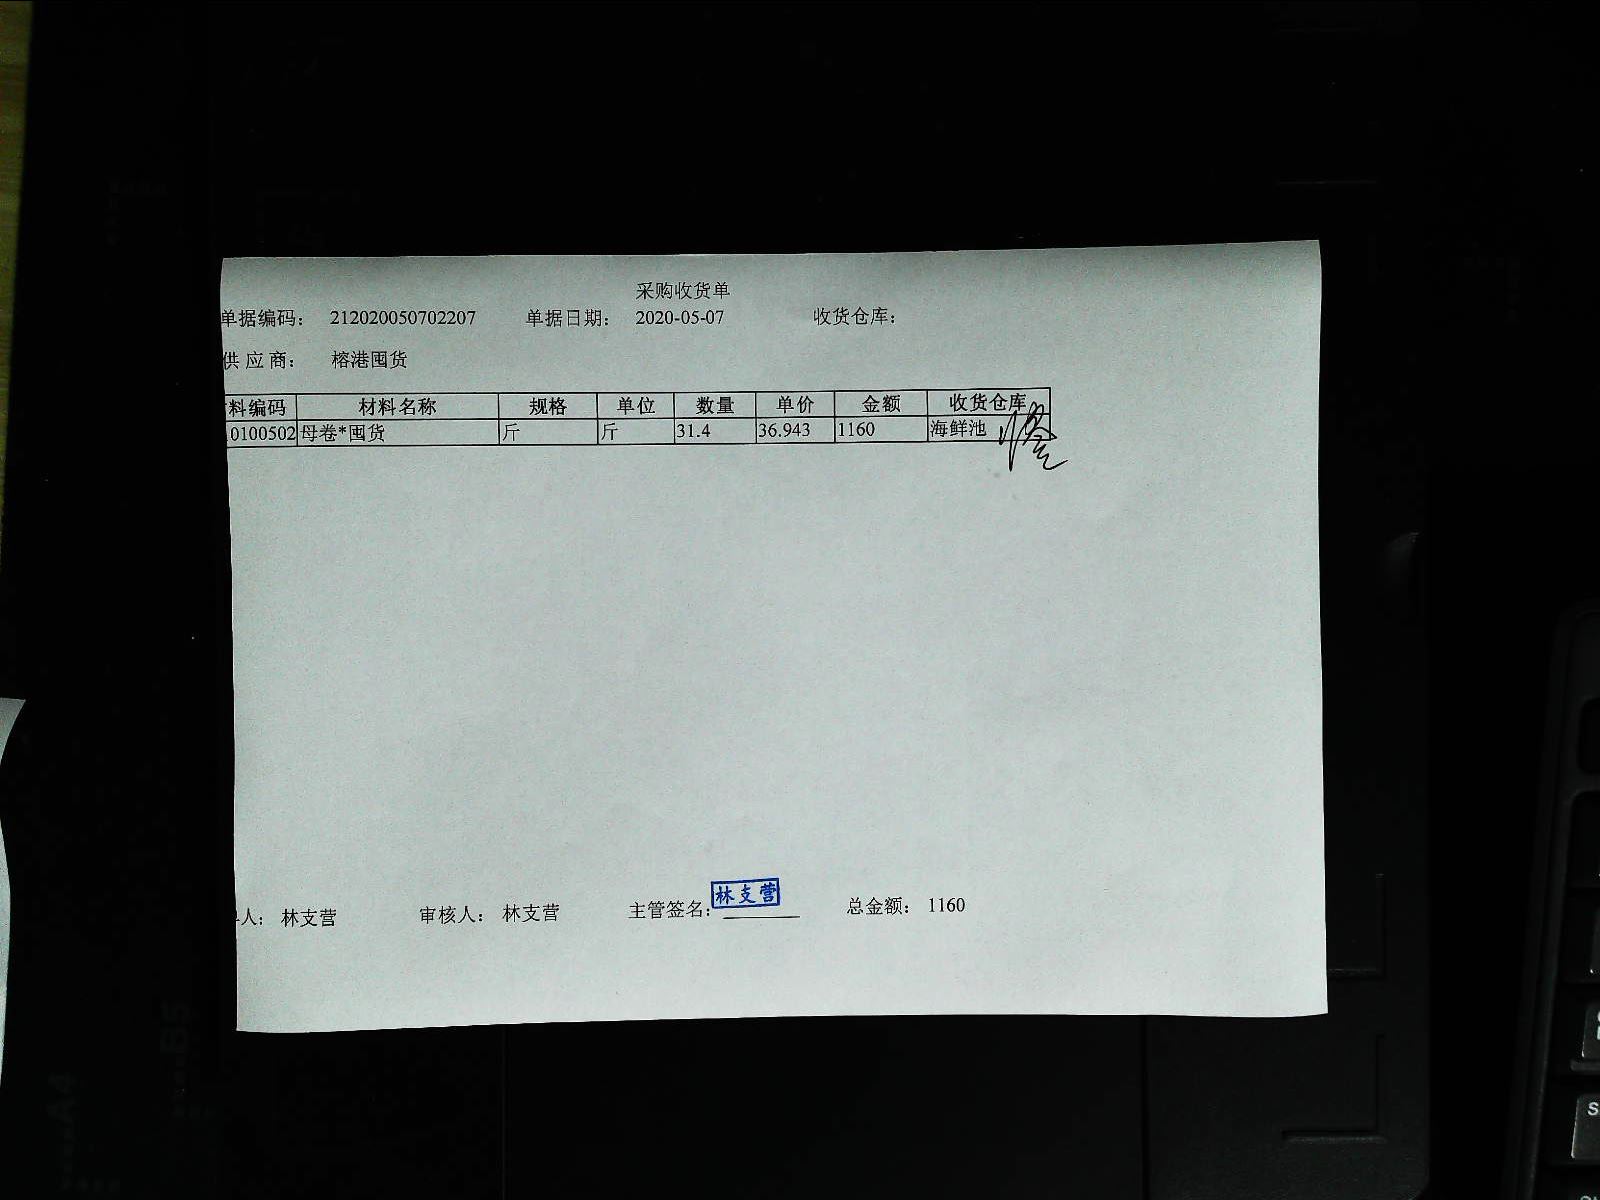 采购收货单
单据编码： 212020050702207 单据日期： 2020-05-07 收货仓库：
供 应 商： 榕港囤货
料编码 材料名称 规格 单位 数量 单价 金额 收货仓库
0100502 母卷*囤货 斤 斤 31.4 36.943 1160 海鲜池
人： 林支营 审核人： 林支营 主管签名： 林支营 总金额： 1160